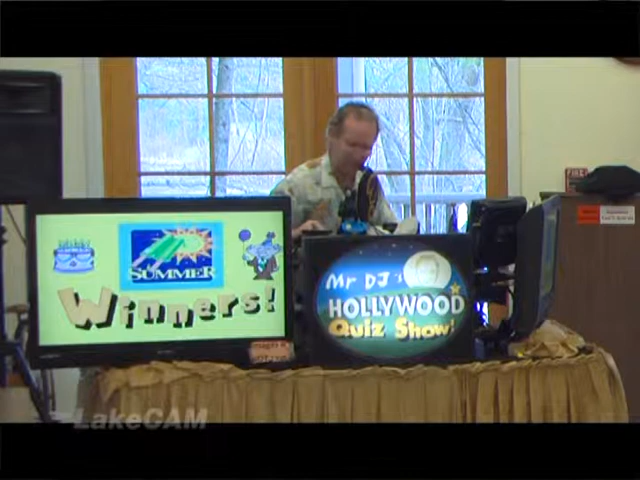 SUMMER
Winners!
Mr DJ's
HOLLYWOOD
Quiz Show!
LakeCAM